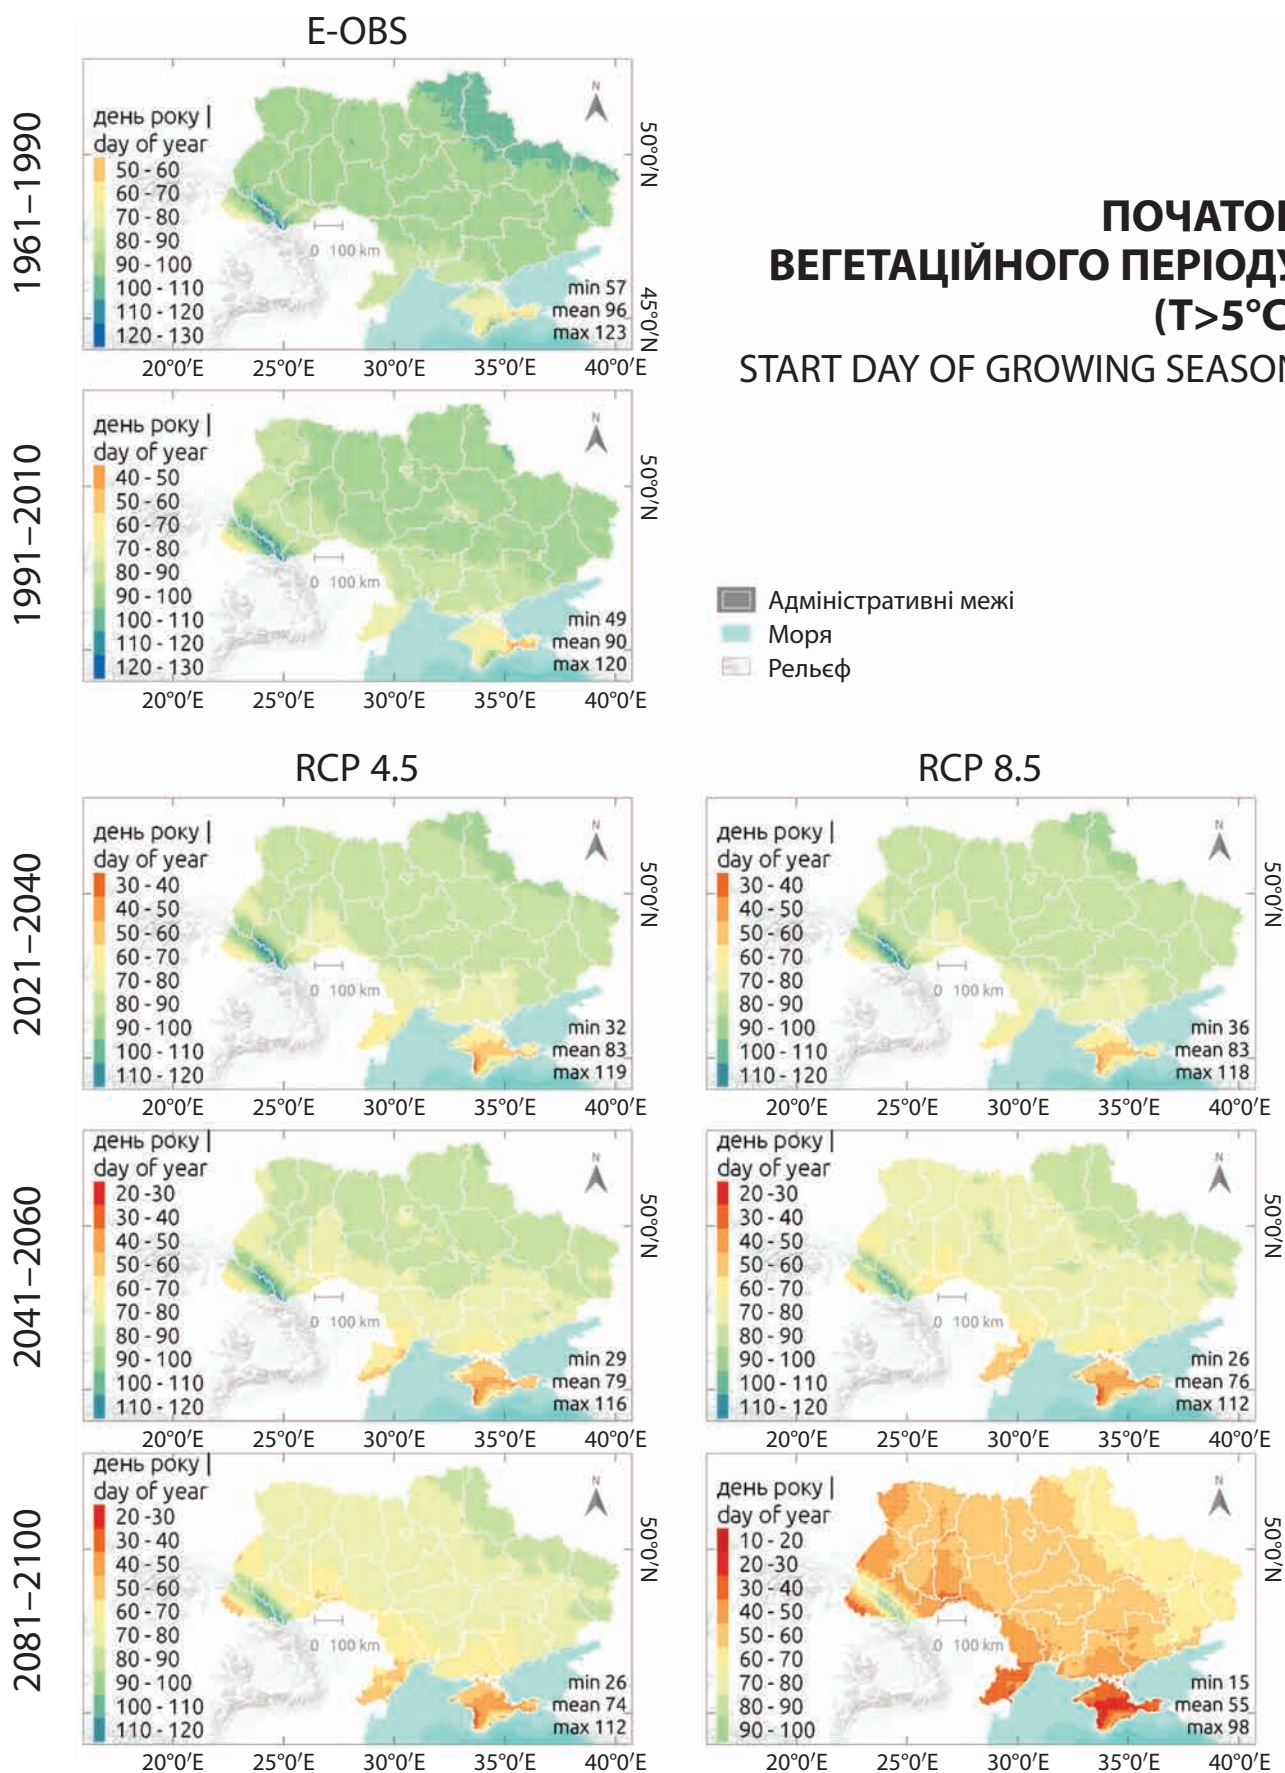 E-OBS
1961–1990
день року |
day of year
50 - 60
60 - 70
70 - 80
80 - 90
90 - 100
100 - 110
110 - 120
120 - 130
N
0 100 km
min 57
mean 96
max 123
50°0′N
45°0′N
20°0′E 25°0′E 30°0′E 35°0′E 40°0′E
ПОЧАТО
ВЕГЕТАЦІЙНОГО ПЕРІОДУ
(T>5°C
START DAY OF GROWING SEASON
1991–2010
день року |
day of year
40 - 50
50 - 60
60 - 70
70 - 80
80 - 90
90 - 100
100 - 110
110 - 120
120 - 130
N
0 100 km
min 49
mean 90
max 120
50°0′N
20°0′E 25°0′E 30°0′E 35°0′E 40°0′E
Адміністративні межі
Моря
Рельєф
RCP 4.5
RCP 8.5
2021–2040
день року |
day of year
30 - 40
40 - 50
50 - 60
60 - 70
70 - 80
80 - 90
90 - 100
100 - 110
110 - 120
N
0 100 km
min 32
mean 83
max 119
50°0′N
20°0′E 25°0′E 30°0′E 35°0′E 40°0′E
день року |
day of year
30 - 40
40 - 50
50 - 60
60 - 70
70 - 80
80 - 90
90 - 100
100 - 110
110 - 120
N
0 100 km
min 36
mean 83
max 118
50°0′N
20°0′E 25°0′E 30°0′E 35°0′E 40°0′E
2041–2060
день року |
day of year
20 -30
30 - 40
40 - 50
50 - 60
60 - 70
70 - 80
80 - 90
90 - 100
100 - 110
110 - 120
N
0 100 km
min 29
mean 79
max 116
50°0′N
20°0′E 25°0′E 30°0′E 35°0′E 40°0′E
день року |
day of year
20 -30
30 - 40
40 - 50
50 - 60
60 - 70
70 - 80
80 - 90
90 - 100
100 - 110
110 - 120
N
0 100 km
min 26
mean 76
max 112
50°0′N
20°0′E 25°0′E 30°0′E 35°0′E 40°0′E
2081–2100
день року |
day of year
20 -30
30 - 40
40 - 50
50 - 60
60 - 70
70 - 80
80 - 90
90 - 100
100 - 110
110 - 120
N
0 100 km
min 26
mean 74
max 112
50°0′N
20°0′E 25°0′E 30°0′E 35°0′E 40°0′E
день року |
day of year
10 - 20
20 -30
30 - 40
40 - 50
50 - 60
60 - 70
70 - 80
80 - 90
90 - 100
N
0 100 km
min 15
mean 55
max 98
50°0′N
20°0′E 25°0′E 30°0′E 35°0′E 40°0′E